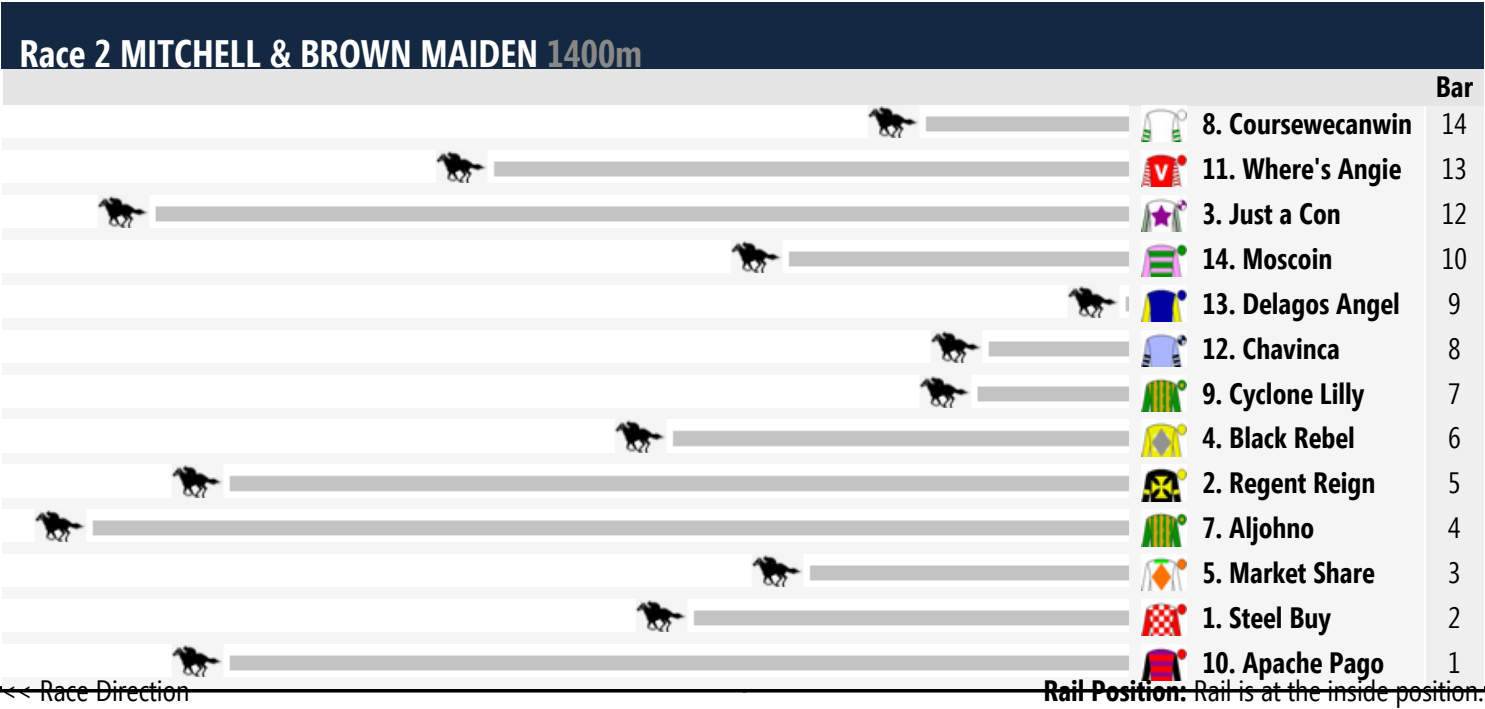 Race 2 MITCHELL & BROWN MAIDEN 1400m
Bar
8. Coursewecanwin 14
V 11. Where's Angie 13
3. Just a Con 12
14. Moscoin 10
13. Delagos Angel 9
12. Chavinca 8
9. Cyclone Lilly 7
4. Black Rebel 6
2. Regent Reign 5
7. Aljohno 4
5. Market Share 3
1. Steel Buy 2
10. Apache Pago 1
<< Race Direction Rail Position: Rail is at the inside position.